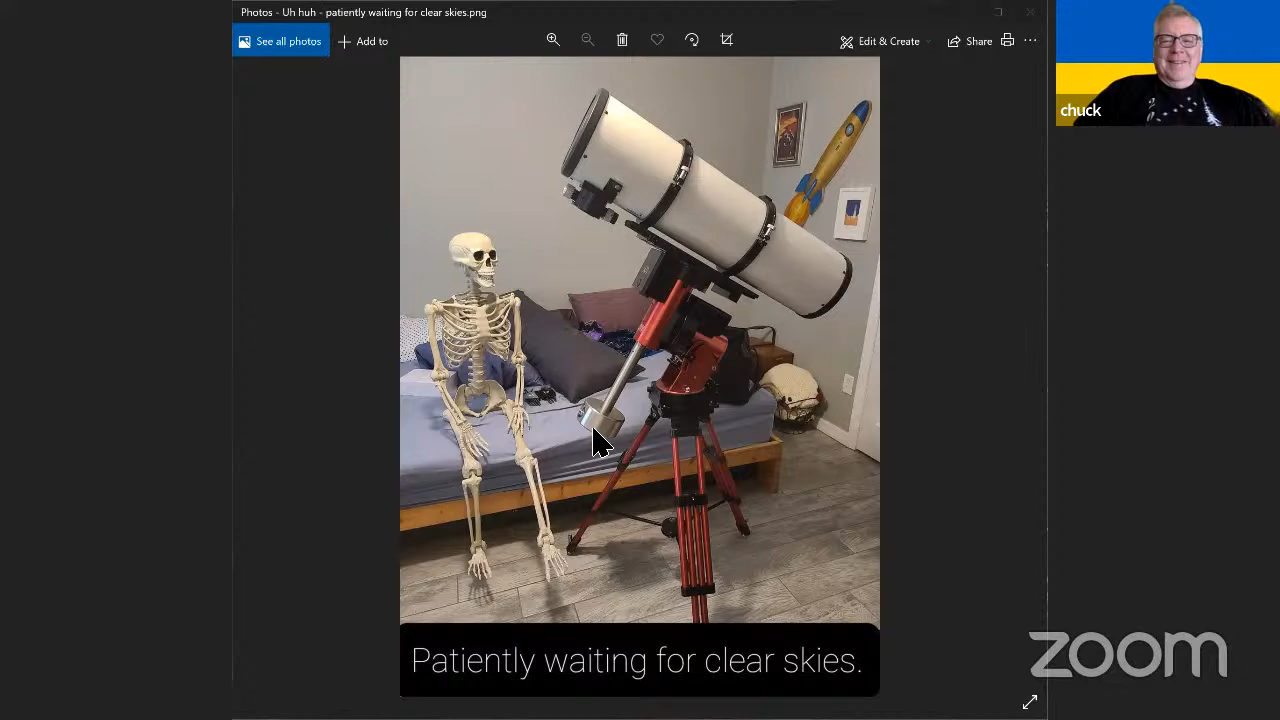 Photos - Uh huh - patiently waiting for clear skies.png
See all photos
Add to
Edit & Create
Share
chuck
Patiently waiting for clear skies.
zoom